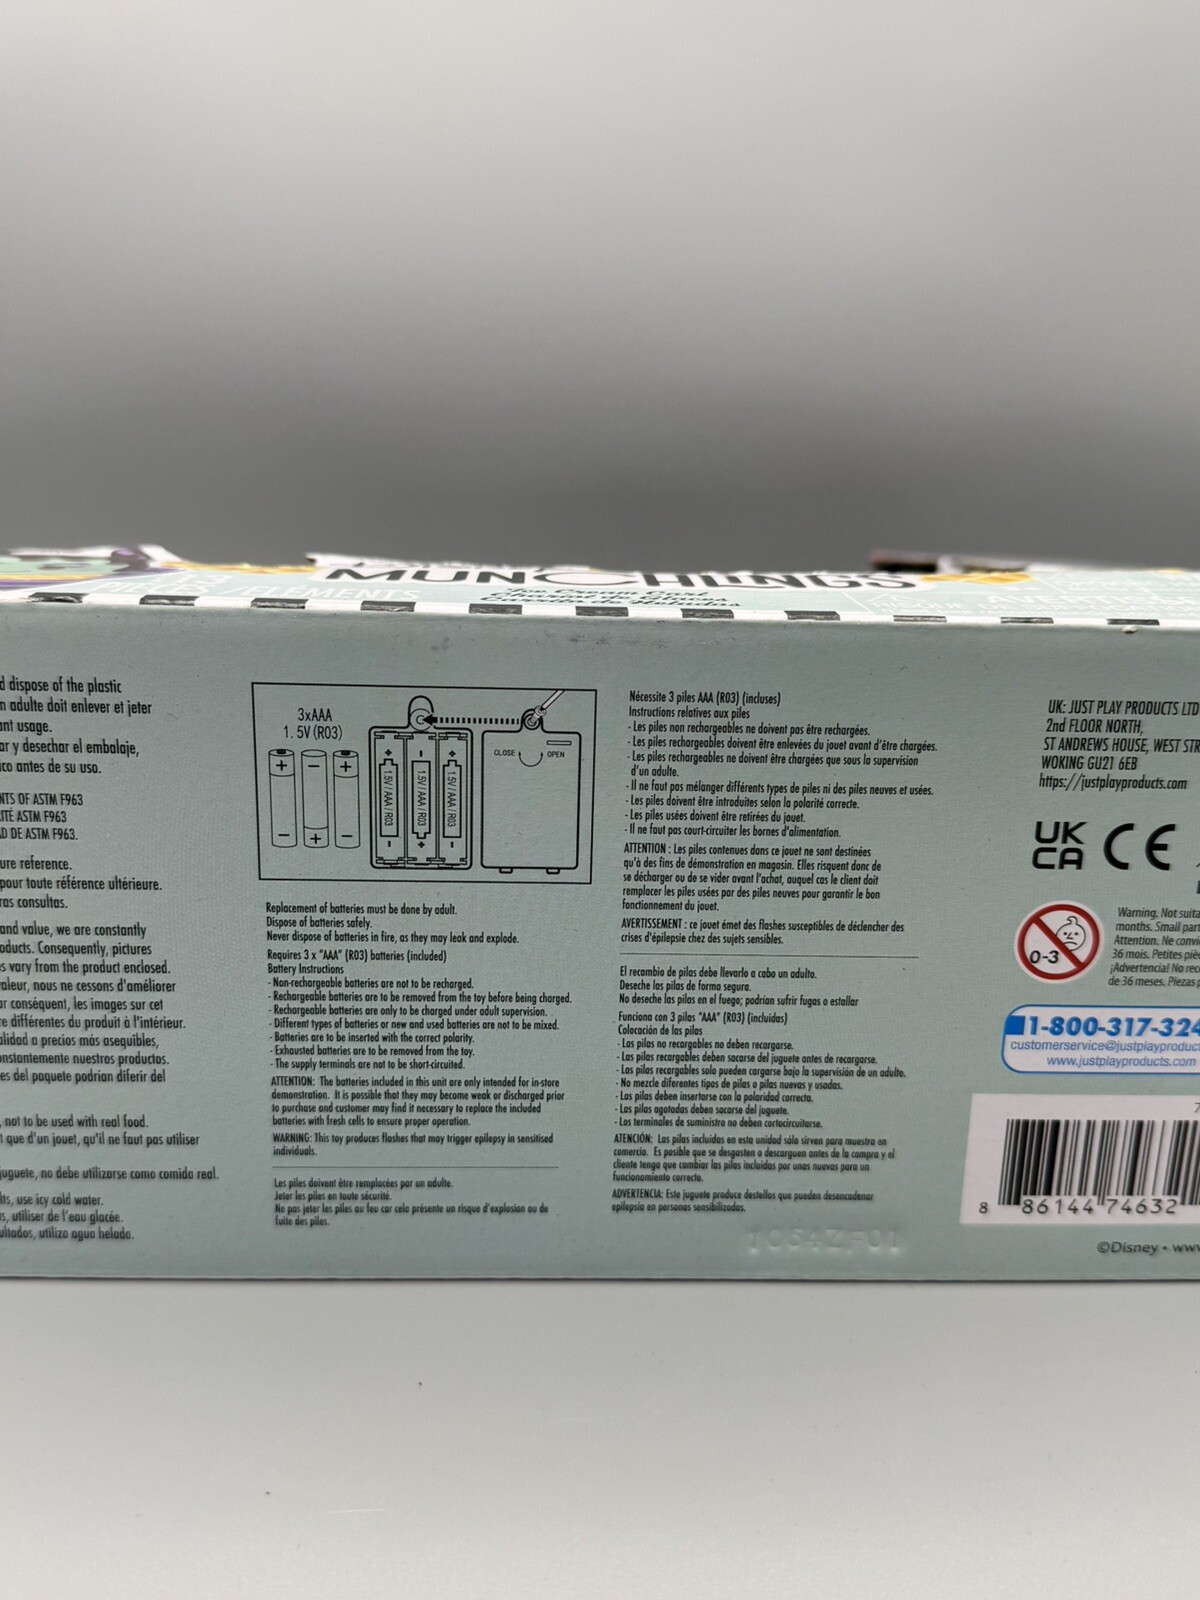 MUNCHLINGS
Ice Cream Cart
d dispose of the plastic
n adulte doit enlever et jeter
ant usage.
ar y desechar el embalaje,
ico antes de su uso.
NTS OF ASTM F963
ITÉ ASTM F963
AD DE ASTM F963.
ure reference.
pour toute référence ultérieure.
ras consultas.
and value, we are constantly
oducts. Consequently, pictures
s vary from the product enclosed.
valeur, nous ne cessons d'améliorer
ar conséquent, les images sur cet
re différentes du produit à l'intérieur.
alidad a precios más asequibles,
onstantemente nuestros productos.
es del paquete podrían diferir del
, not to be used with real food.
t que d'un jouet, qu'il ne faut pas utiliser
juguete, no debe utilizarse como comida real.
lts, use icy cold water.
s, utiliser de l'eau glacée.
ultados, utiliza agua helada.
3xAAA
1.5V(R03)
1.5V / AAA / R03
1.5V / AAA / R03
1.5V / AAA / R03
CLOSE OPEN
Replacement of batteries must be done by adult.
Dispose of batteries safely.
Never dispose of batteries in fire, as they may leak and explode.
Requires 3 x "AAA" (R03) batteries (included)
Battery Instructions
- Non-rechargeable batteries are not to be recharged.
- Rechargeable batteries are to be removed from the toy before being charged.
- Rechargeable batteries are only to be charged under adult supervision.
- Different types of batteries or new and used batteries are not to be mixed.
- Batteries are to be inserted with the correct polarity.
- Exhausted batteries are to be removed from the toy.
- The supply terminals are not to be short-circuited.
ATTENTION: The batteries included in this unit are only intended for in-store
demonstration. It is possible that they may become weak or discharged prior
to purchase and customer may find it necessary to replace the included
batteries with fresh cells to ensure proper operation.
WARNING: This toy produces flashes that may trigger epilepsy in sensitised
individuals.
Les piles doivent être remplacées par un adulte.
Jeter les piles en toute sécurité.
Ne pas jeter les piles au feu car cela présente un risque d'explosion ou de
fuite des piles.
Nécessite 3 piles AAA (R03) (incluses)
Instructions relatives aux piles
- Les piles non rechargeables ne doivent pas être rechargées.
- Les piles rechargeables doivent être enlevées du jouet avant d'être chargées.
- Les piles rechargeables ne doivent être chargées que sous la supervision
d'un adulte.
- Il ne faut pas mélanger différents types de piles ni des piles neuves et usées.
- Les piles doivent être introduites selon la polarité correcte.
- Les piles usées doivent être retirées du jouet.
- Il ne faut pas court-circuiter les bornes d'alimentation.
ATTENTION : Les piles contenues dans ce jouet ne sont destinées
qu'à des fins de démonstration en magasin. Elles risquent donc de
se décharger ou de se vider avant l'achat, auquel cas le client doit
remplacer les piles usées par des piles neuves pour garantir le bon
fonctionnement du jouet.
AVERTISSEMENT : ce jouet émet des flashes susceptibles de déclencher des
crises d'épilepsie chez des sujets sensibles.
El recambio de pilas debe llevarlo a cabo un adulto.
Deseche las pilas de forma segura.
No deseche las pilas en el fuego; podrían sufrir fugas o estallar
Funciona con 3 pilas "AAA" (R03) (incluidas)
Colocación de las pilas
- Las pilas no recargables no deben recargarse.
- Las pilas recargables deben sacarse del juguete antes de recargarse.
- Las pilas recargables solo pueden cargarse bajo la supervisión de un adulto.
- No mezcle diferentes tipos de pilas o pilas nuevas y usadas.
- Las pilas deben insertarse con la polaridad correcta.
- Las pilas agotadas deben sacarse del juguete.
- Los terminales de suministro no deben cortocircuitarse.
ATENCIÓN: Las pilas incluidas en esta unidad sólo sirven para muestra en
comercio. Es posible que se desgasten o descarguen antes de la compra y el
cliente tenga que cambiar las pilas incluidas por unas nuevas para un
funcionamiento correcto.
ADVERTENCIA: Este juguete produce destellos que pueden desencadenar
epilepsia en personas sensibilizadas.
UK: JUST PLAY PRODUCTS LTD
2nd FLOOR NORTH,
ST ANDREWS HOUSE, WEST STR
WOKING GU21 6EB
https://justplayproducts.com
UK
CA CE
0-3
Warning. Not suita
months. Small part
Attention. Ne convi
36 mois. Petites piè
¡Advertencia! No rec
de 36 meses. Piezas p
1-800-317-324
customerservice@justplayproduct
www.justplayproducts.com
8 86144 74632
©Disney • www